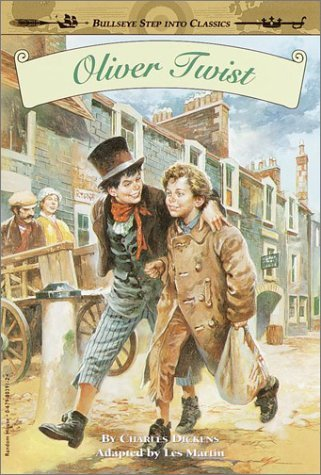 BULLSEYE STEP INTO CLASSICS
Oliver Twist
BY CHARLES DICKENS
Adapted by Les Martin